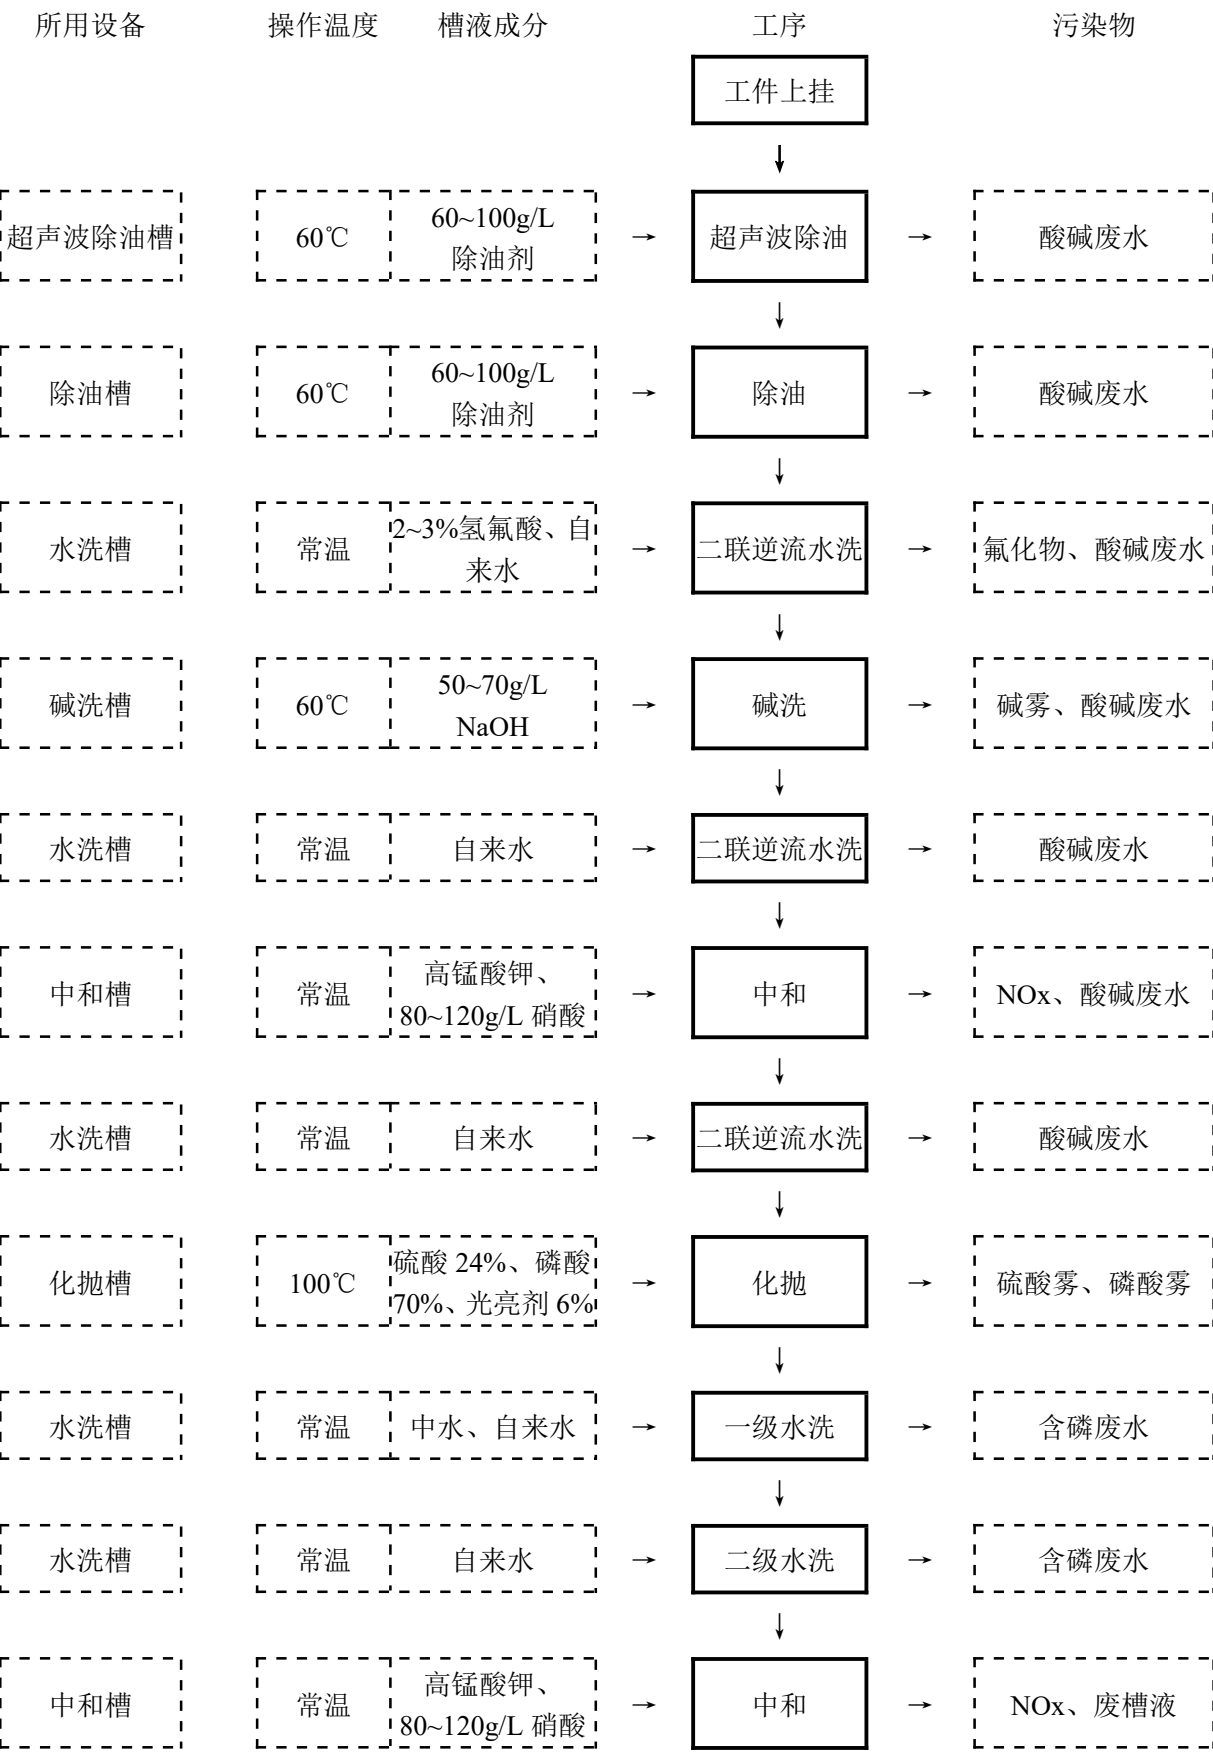 所用设备 操作温度 槽液成分 工序 污染物
工件上挂
↓
超声波除油槽 60℃ 60~100g/L → 超声波除油 → 酸碱废水
除油剂
↓
除油槽 60℃ 60~100g/L → 除油 → 酸碱废水
除油剂
↓
水洗槽 常温 2~3%氢氟酸、自 → 二联逆流水洗 → 氟化物、酸碱废水
来水
↓
碱洗槽 60℃ 50~70g/L → 碱洗 → 碱雾、酸碱废水
NaOH
↓
水洗槽 常温 自来水 → 二联逆流水洗 → 酸碱废水
↓
中和槽 常温 高锰酸钾、 → 中和 → NOx、酸碱废水
80~120g/L 硝酸
↓
水洗槽 常温 自来水 → 二联逆流水洗 → 酸碱废水
↓
化抛槽 100℃ 硫酸 24%、磷酸 → 化抛 → 硫酸雾、磷酸雾
70%、光亮剂 6%
↓
水洗槽 常温 中水、自来水 → 一级水洗 → 含磷废水
↓
水洗槽 常温 自来水 → 二级水洗 → 含磷废水
↓
中和槽 常温 高锰酸钾、 → 中和 → NOx、废槽液
80~120g/L 硝酸